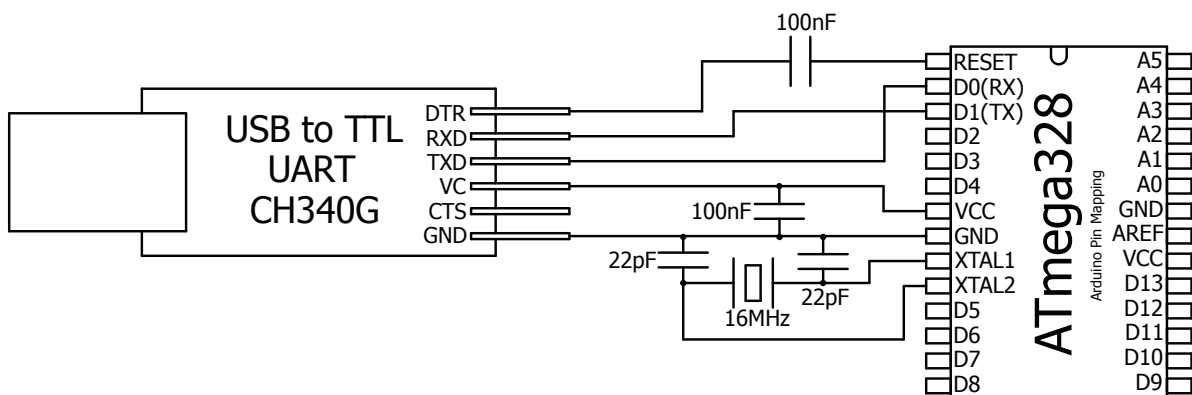 100nF
USB to TTL
UART
CH340G
DTR
RXD
TXD
VC
CTS
GND
100nF
22pF
22pF
16MHz
RESET
D0(RX)
D1(TX)
D2
D3
D4
VCC
GND
XTAL1
XTAL2
D5
D6
D7
D8
ATmega328
Arduino Pin Mapping
A5
A4
A3
A2
A1
A0
GND
AREF
VCC
D13
D12
D11
D10
D9